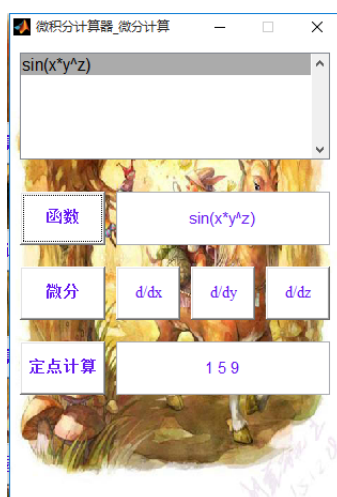 微积分计算器_微分计算
sin(x*y^z)
函数
sin(x*y^z)
微分
d/dx
d/dy
d/dz
定点计算
1 5 9